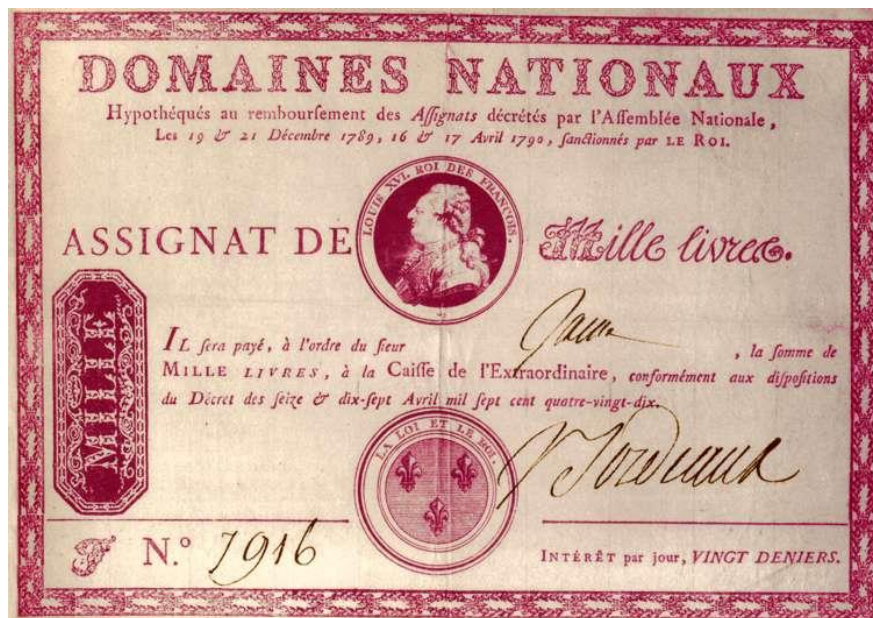 DOMAINES NATIONAUX
Hypothéqués au rembourſement des Aſſignats décrétés par l'Aſſemblée Nationale,
Les 19 & 21 Décembre 1789, 16 & 17 Avril 1790, ſanctionnés par LE ROI.
LOUIS XVI. ROI DES FRANÇOIS.
ASSIGNAT DE Mille livres.
MILLE
IL ſera payé, à l'ordre du ſieur , la ſomme de
MILLE LIVRES, à la Caiſſe de l'Extraordinaire, conformément aux diſpoſitions
du Décret des ſeize & dix-ſept Avril mil ſept cent quatre-vingt-dix.
LA LOI ET LE ROI.
N.º 7916
INTÉRÊT par jour, VINGT DENIERS.